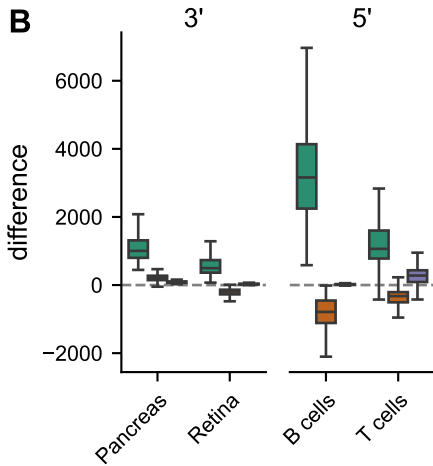 B
3'
5'
difference
6000
4000
2000
0
−2000
Pancreas
Retina
B cells
T cells